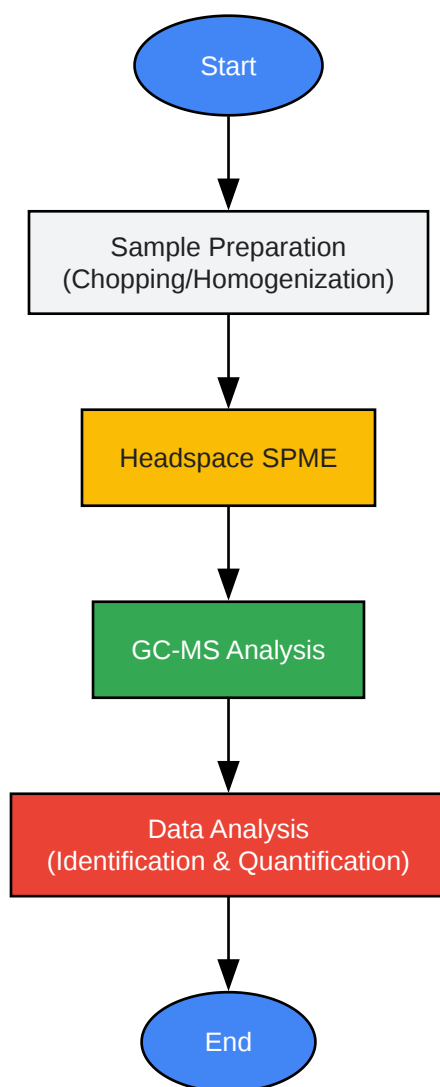 Start
Sample Preparation
(Chopping/Homogenization)
Headspace SPME
GC-MS Analysis
Data Analysis
(Identification & Quantification)
End